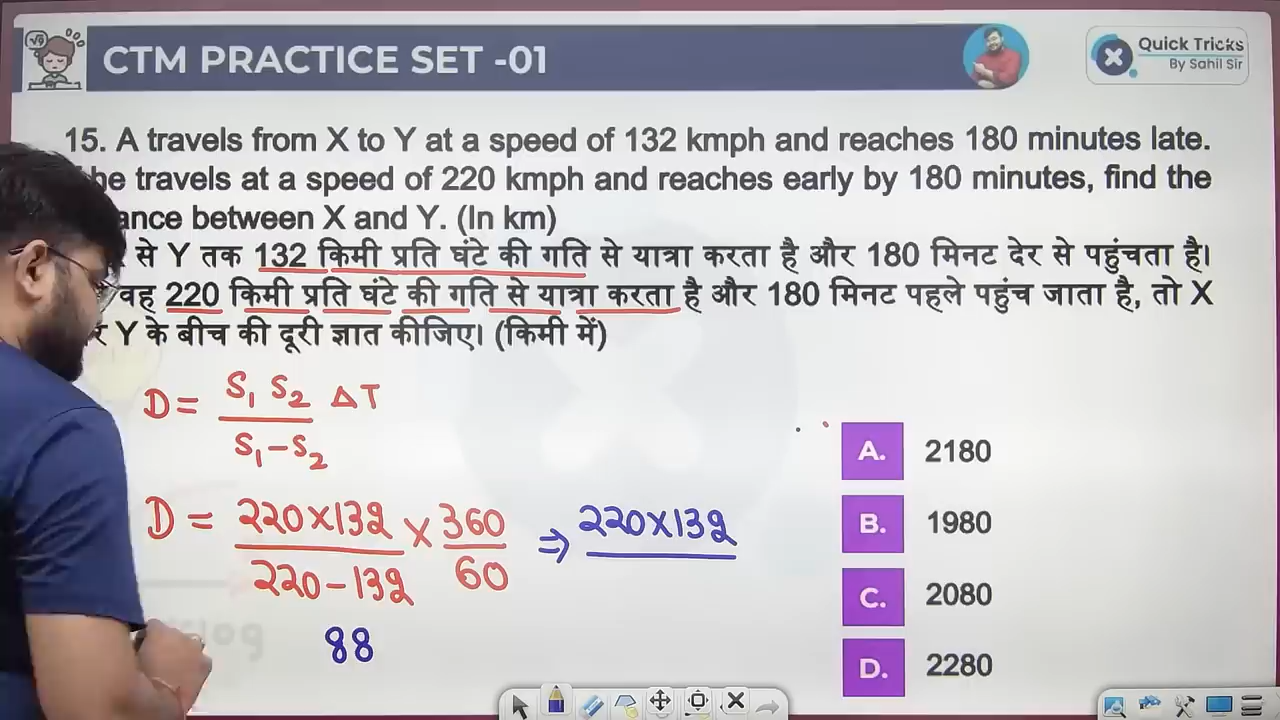 CTM PRACTICE SET -01
Quick Tricks
By Sahil Sir
15. A travels from X to Y at a speed of 132 kmph and reaches 180 minutes late.
he travels at a speed of 220 kmph and reaches early by 180 minutes, find the
ance between X and Y. (In km)
से Y तक 132 किमी प्रति घंटे की गति से यात्रा करता है और 180 मिनट देर से पहुंचता है।
वह 220 किमी प्रति घंटे की गति से यात्रा करता है और 180 मिनट पहले पहुंच जाता है, तो X
र Y के बीच की दूरी ज्ञात कीजिए। (किमी में)
D = S₁ S₂ / S₁-S₂ ΔT
D = 220×132 / 220-132 × 360 / 60 ⇒ 220×132
88
A. 2180
B. 1980
C. 2080
D. 2280